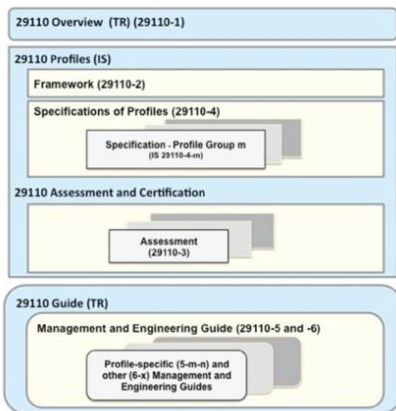 29110 Overview (TR) (29110-1)
29110 Profiles (IS)
Framework (29110-2)
Specifications of Profiles (29110-4)
Specification - Profile Group m
(IS 29110-4-m)
29110 Assessment and Certification
Assessment
(29110-3)
29110 Guide (TR)
Management and Engineering Guide (29110-5 and -6)
Profile-specific (5-m-n) and
other (6-x) Management and
Engineering Guides